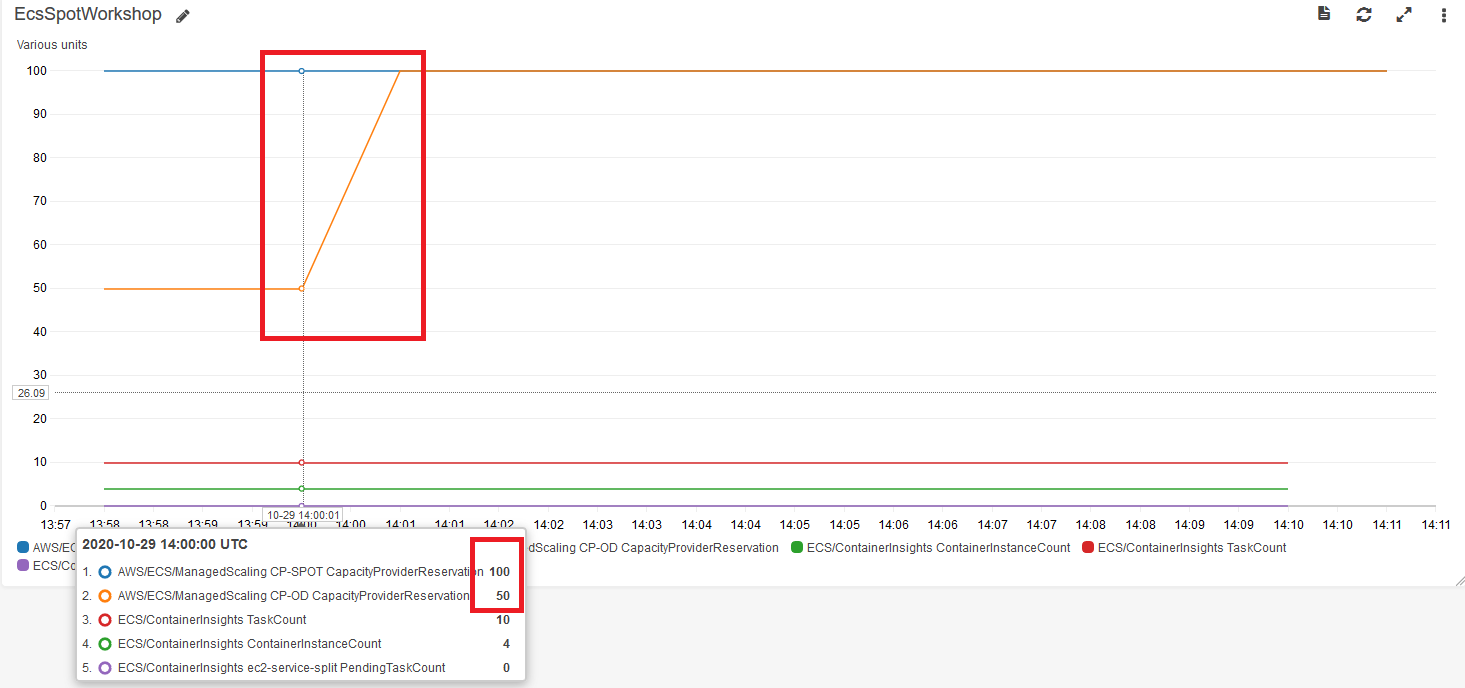 EcsSpotWorkshop
Various units
100
90
80
70
60
50
40
30
26.09
20
10
0
13:57 13:58 13:58 13:59 13:59 14:00 14:00 14:01 14:01 14:02 14:02 14:03 14:03 14:04 14:04 14:05 14:05 14:06 14:06 14:07 14:07 14:08 14:08 14:09 14:09 14:10 14:10 14:11 14:11
10-29 14:00:01
AWS/EC dScaling CP-OD CapacityProviderReservation ECS/ContainerInsights ContainerInstanceCount ECS/ContainerInsights TaskCount
ECS/Co
2020-10-29 14:00:00 UTC
1. AWS/ECS/ManagedScaling CP-SPOT CapacityProviderReservation 100
2. AWS/ECS/ManagedScaling CP-OD CapacityProviderReservation 50
3. ECS/ContainerInsights TaskCount 10
4. ECS/ContainerInsights ContainerInstanceCount 4
5. ECS/ContainerInsights ec2-service-split PendingTaskCount 0